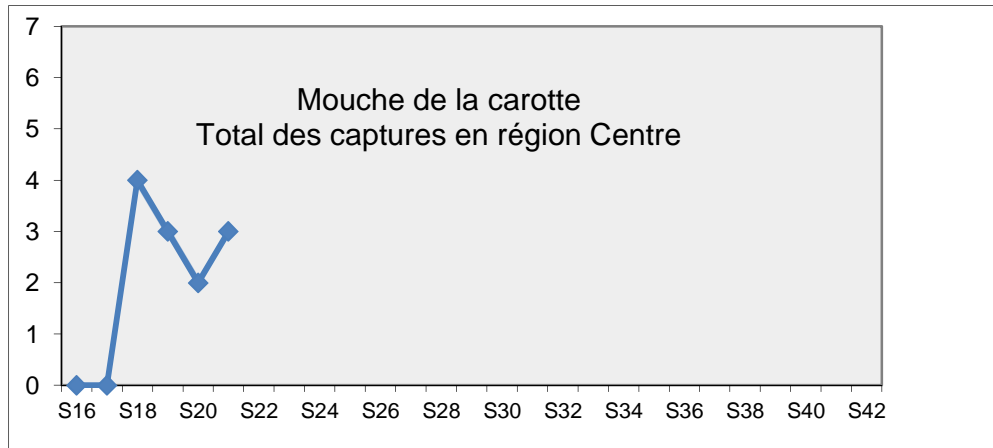 Mouche de la carotte
Total des captures en région Centre
7
6
5
4
3
2
1
0
S16 S18 S20 S22 S24 S26 S28 S30 S32 S34 S36 S38 S40 S42